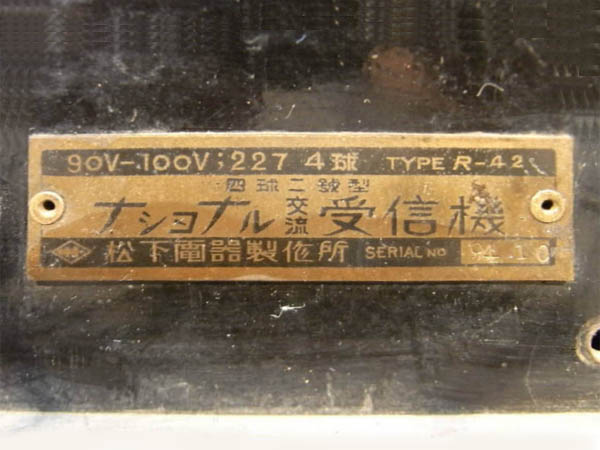 90V-100V; 227 4球 TYPE R-42
四球二號型
ナショナル交流受信機
松下電器製作所 SERIAL NO 9410